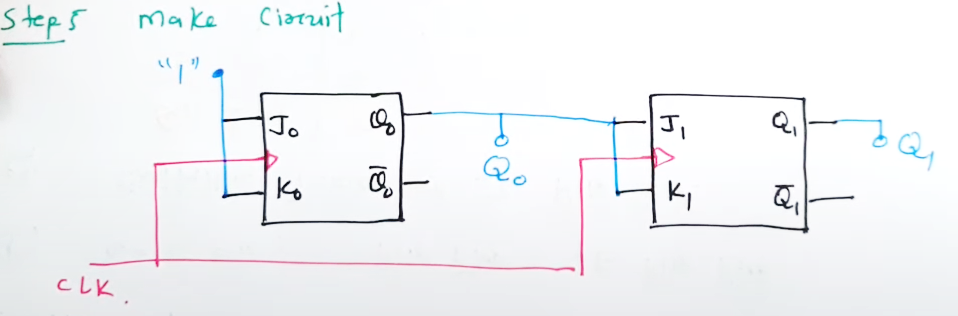 Step 5 Make Circuit
"1"
J₀ Q₀
K₀ Q̅₀
Q₀
J₁ Q₁
K₁ Q̅₁
Q₁
CLK.